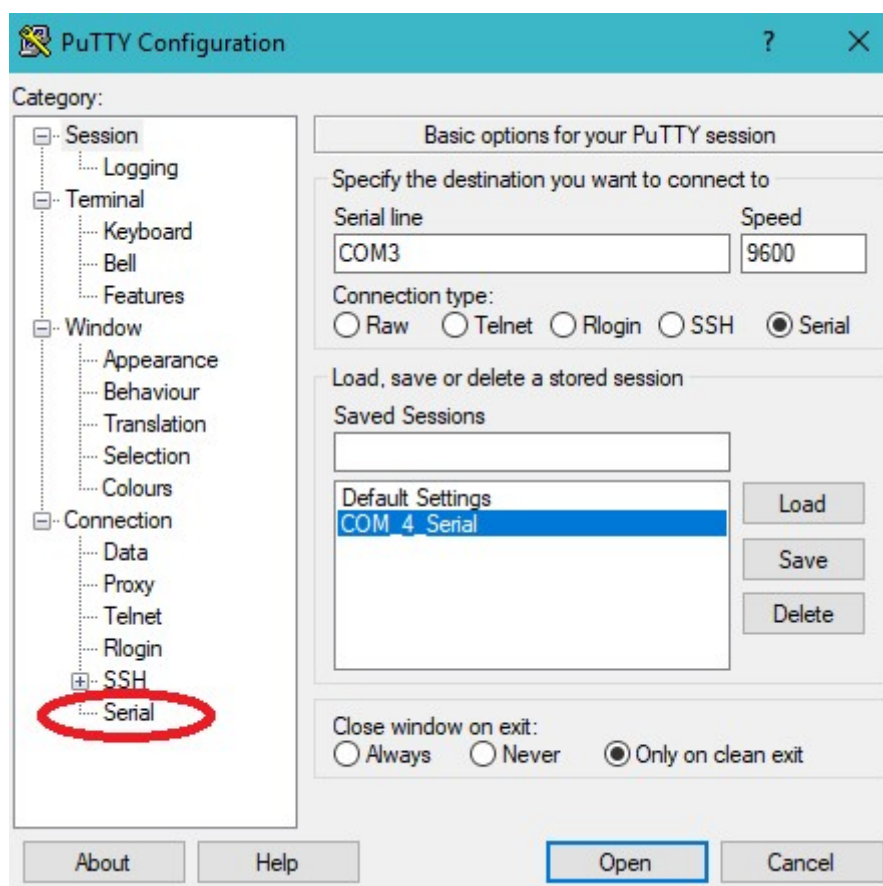 PuTTY Configuration
?
Category:
Session
Logging
Terminal
Keyboard
Bell
Features
Window
Appearance
Behaviour
Translation
Selection
Colours
Connection
Data
Proxy
Telnet
Rlogin
SSH
Serial
Basic options for your PuTTY session
Specify the destination you want to connect to
Serial line Speed
COM3 9600
Connection type:
Raw Telnet Rlogin SSH Serial
Load, save or delete a stored session
Saved Sessions
Default Settings
COM_4_Serial
Load
Save
Delete
Close window on exit:
Always Never Only on clean exit
About Help Open Cancel